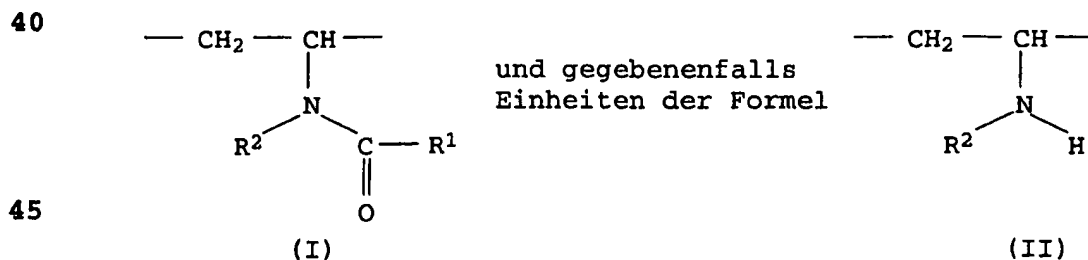 40
— CH₂ — CH — und gegebenenfalls — CH₂ — CH —
Einheiten der Formel
N N
R² C R¹ R² H
O
45
(I) (II)